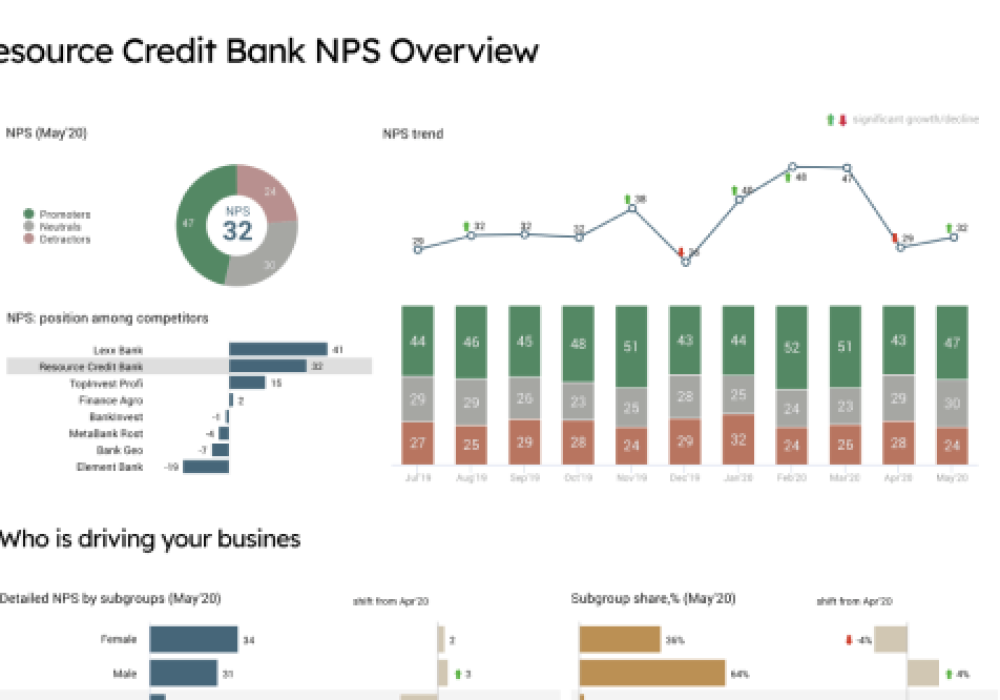 esource Credit Bank NPS Overview
significant growth/decline
NPS (May'20)
NPS trend
Promoters
Neutrals
Detractors
47
24
30
NPS
32
32
32
32
38
48
47
29
32
NPS: position among competitors
Lexx Bank 41
Resource Credit Bank 32
TopInvest Profi 15
Finance Agro 2
BankInvest -1
MetaBank Rost -4
Bank Geo -7
Element Bank -19
44 46 45 48 51 43 44 52 51 43 47
29 29 26 23 25 28 25 24 23 29 30
27 25 29 28 24 29 32 24 26 28 24
Jul'19 Aug'19 Sep'19 Oct'19 Nov'19 Dec'19 Jan'20 Feb'20 Mar'20 Apr'20 May'20
Who is driving your busines
Detailed NPS by subgroups (May'20)
shift from Apr'20
Subgroup share,% (May'20)
shift from Apr'20
Female 34 2 36% -4%
Male 31 3 64% 4%